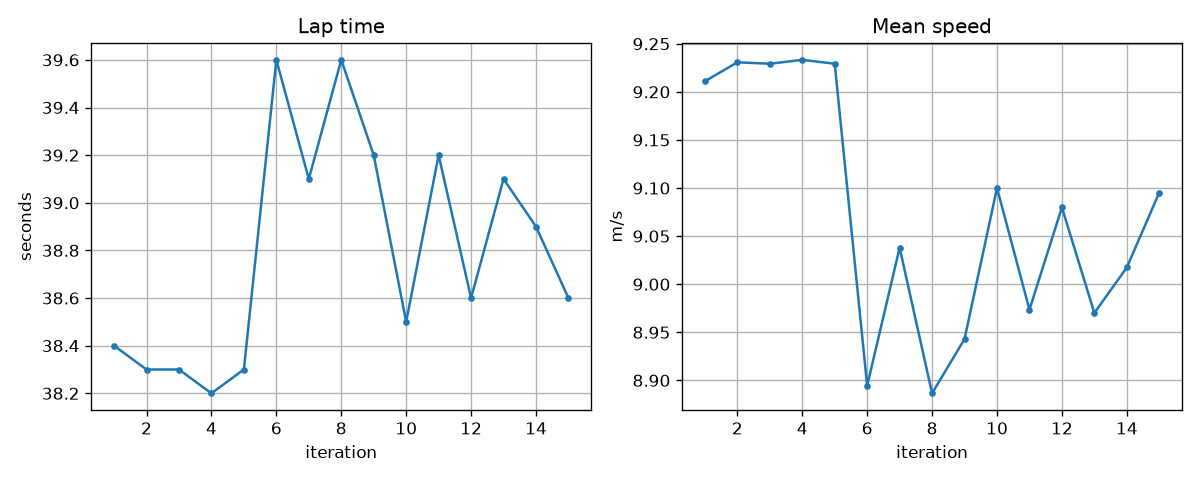 Lap time
39.6
39.4
39.2
39.0
38.8
38.6
38.4
38.2
seconds
2 4 6 8 10 12 14
iteration
Mean speed
9.25
9.20
9.15
9.10
9.05
9.00
8.95
8.90
m/s
2 4 6 8 10 12 14
iteration